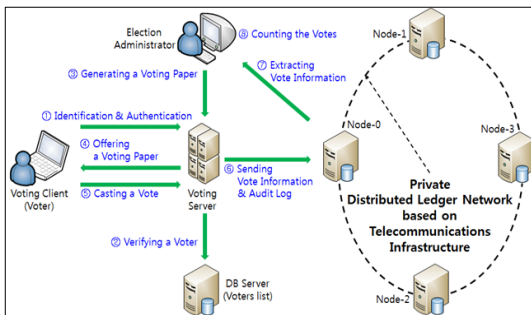 Election
Administrator
⑧ Counting the Votes
⑦ Extracting
Vote Information
Node-1
③ Generating a Voting Paper
① Identification & Authentication
④ Offering
a Voting Paper
⑤ Casting a Vote
Voting Client
(Voter)
Voting
Server
⑥ Sending
Vote Information
& Audit Log
② Verifying a Voter
DB Server
(Voters list)
Node-0
Node-3
Private
Distributed Ledger Network
based on
Telecommunications
Infrastructure
Node-2